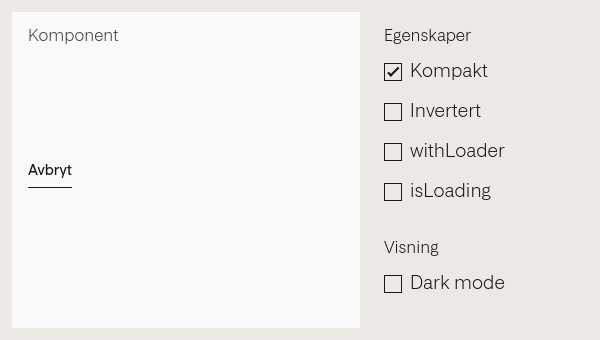 Komponent
Avbryt
Egenskaper
Kompakt
Invertert
withLoader
isLoading
Visning
Dark mode